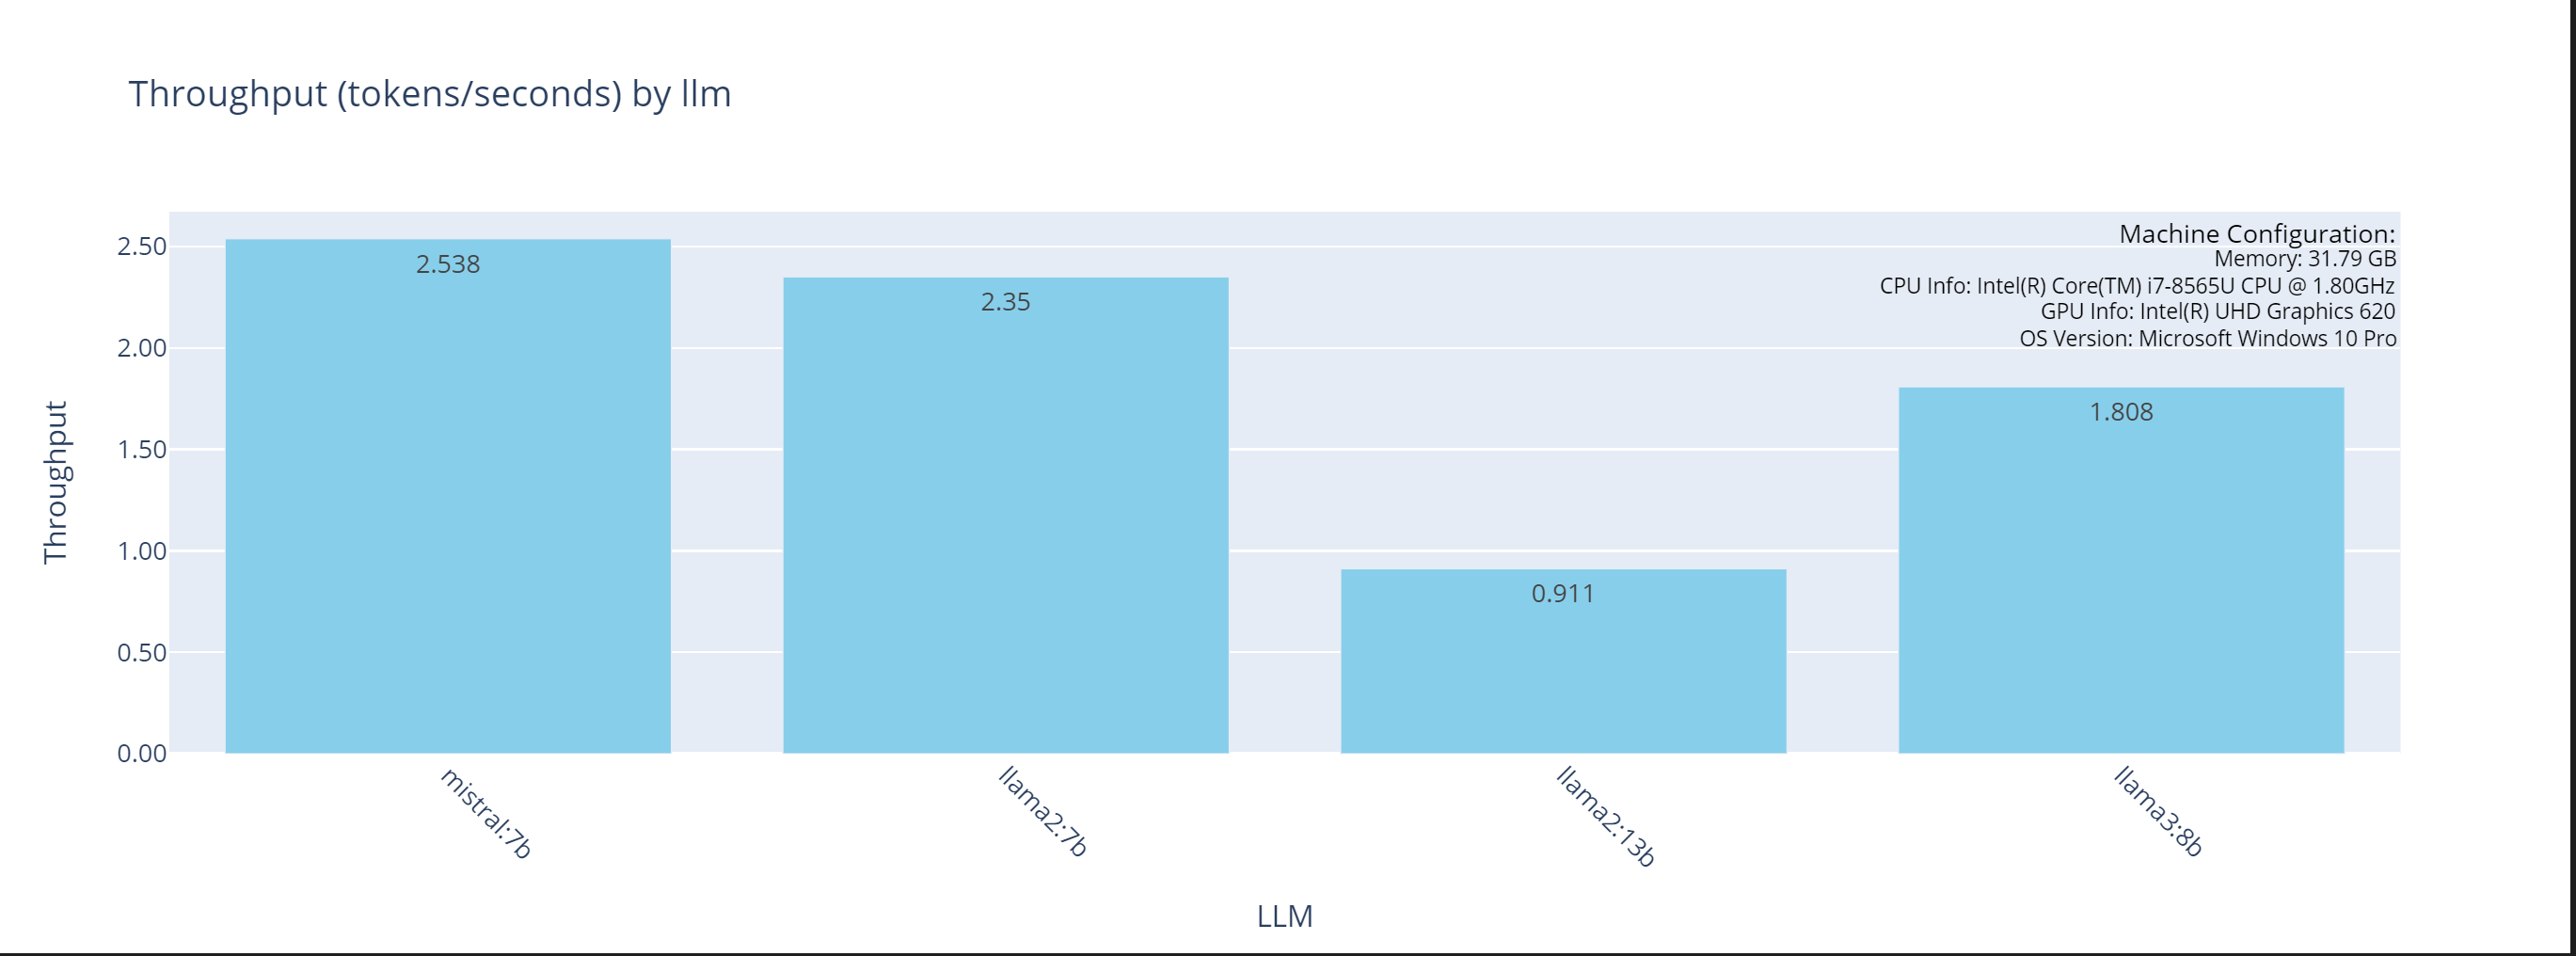 Throughput (tokens/seconds) by llm
Machine Configuration:
Memory: 31.79 GB
CPU Info: Intel(R) Core(TM) i7-8565U CPU @ 1.80GHz
GPU Info: Intel(R) UHD Graphics 620
OS Version: Microsoft Windows 10 Pro
Throughput
2.50
2.00
1.50
1.00
0.50
0.00
2.538
2.35
0.911
1.808
mistral:7b
llama2:7b
llama2:13b
llama3:8b
LLM